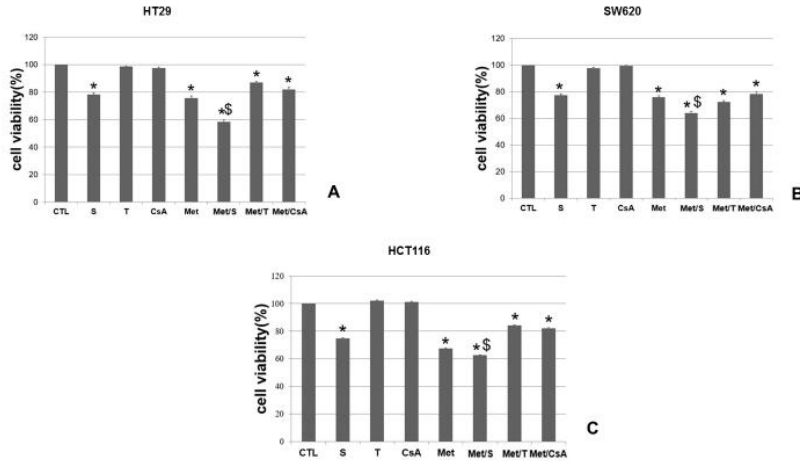 HT29
cell viability(%)
120
100
80
60
40
20
0
* * *$ * *
CTL S T CsA Met Met/S Met/T Met/CsA
A
SW620
cell viability(%)
120
100
80
60
40
20
0
* * *$ * *
CTL S T CsA Met Met/S Met/T Met/CsA
B
HCT116
cell viability(%)
120
100
80
60
40
20
0
* * *$ * *
CTL S T CsA Met Met/S Met/T Met/CsA
C